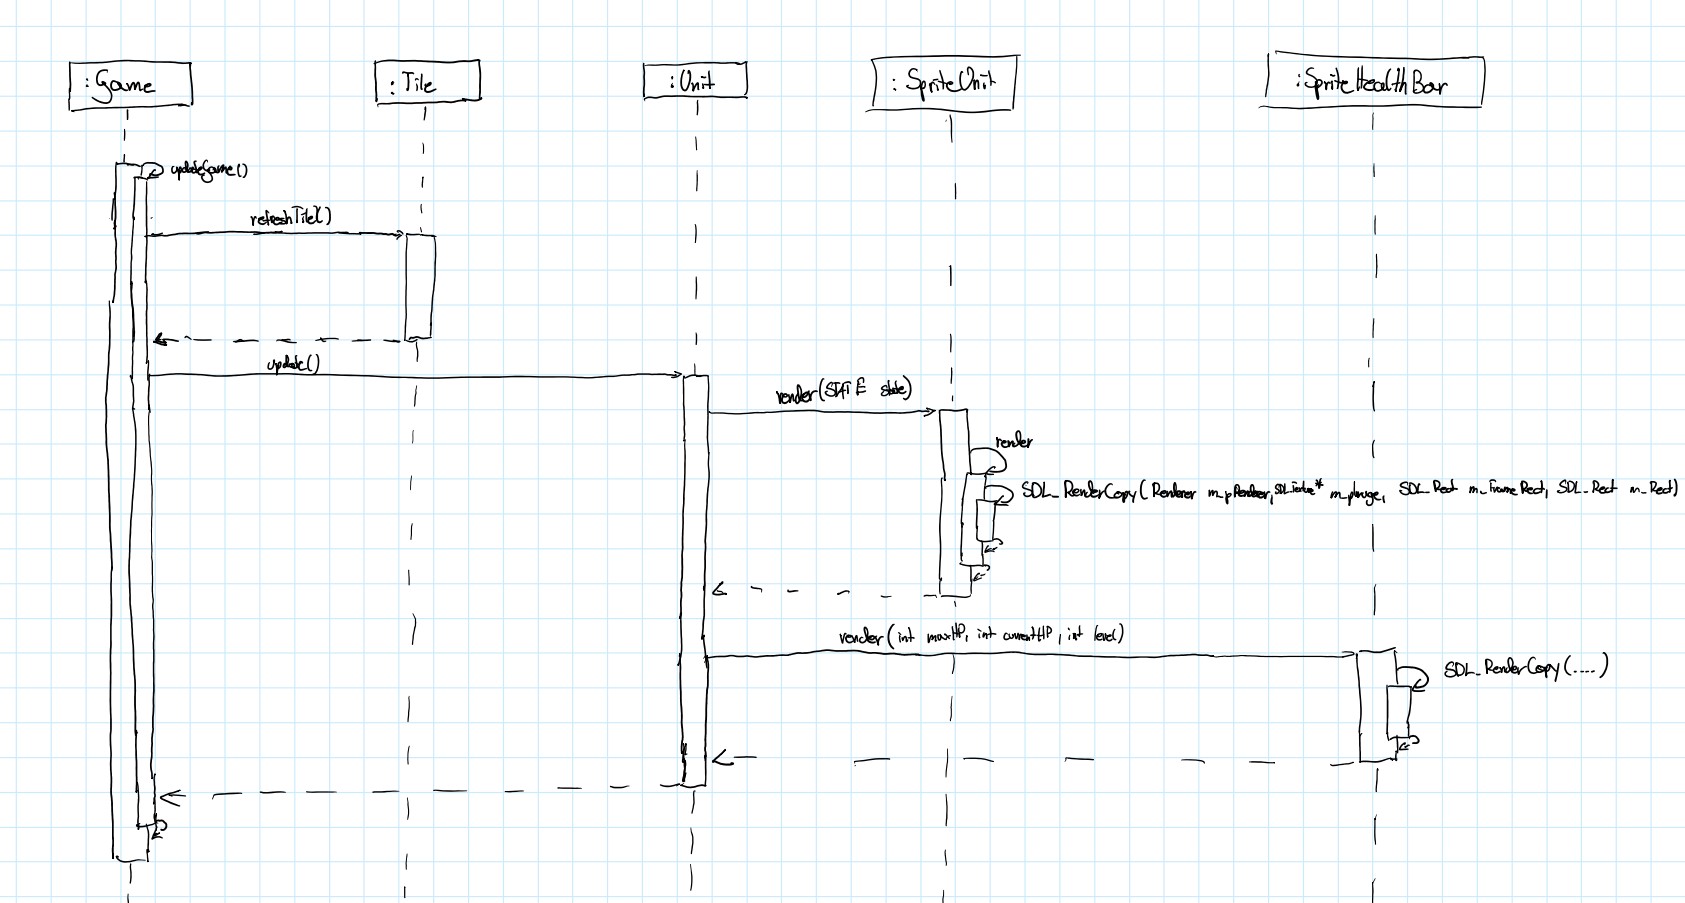 :Game
:Tile
:Unit
:SpriteUnit
:SpriteHealthBar
updateGame()
refreshTile()
update()
render(STATE state)
render
SDL_RenderCopy(Renderer m_pRenderer, SDL_Texture* m_pImage, SDL_Rect m_FrameRect, SDL_Rect m_Rect)
render(int maxHP, int currentHP, int level)
SDL_RenderCopy(....)